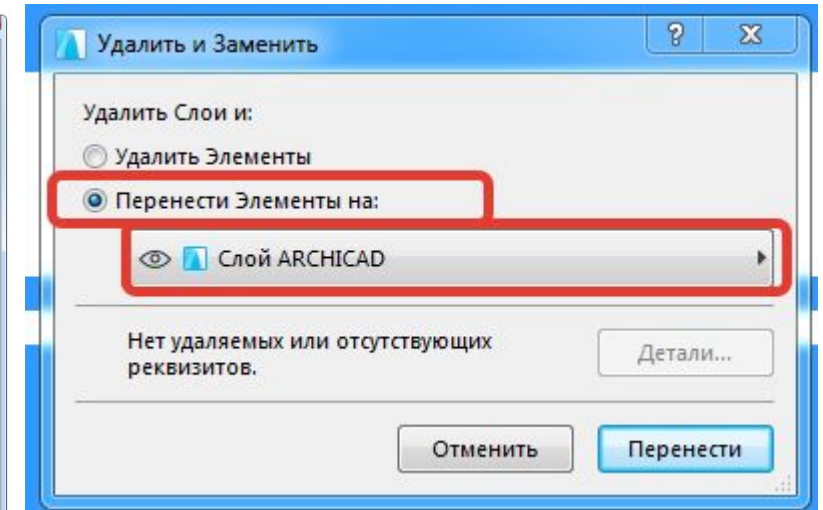 Удалить и Заменить
Удалить Слои и:
Удалить Элементы
Перенести Элементы на:
Слой ARCHICAD
Нет удаляемых или отсутствующих
реквизитов.
Детали...
Отменить
Перенести